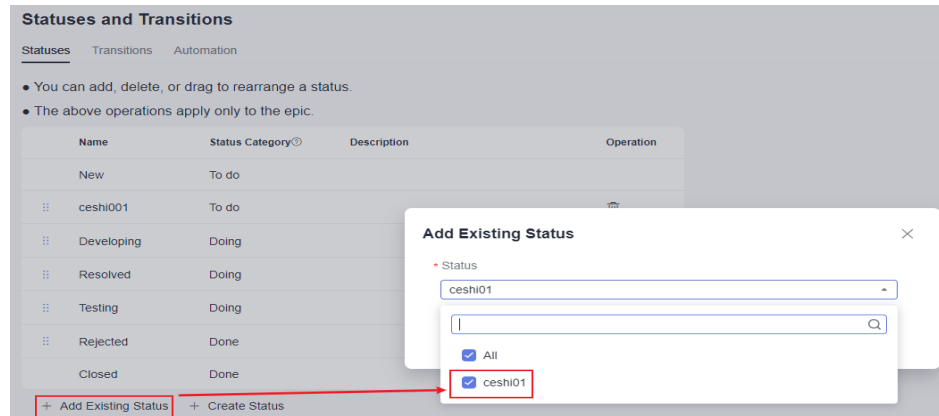 Statuses and Transitions
Statuses Transitions Automation
• You can add, delete, or drag to rearrange a status.
• The above operations apply only to the epic.
Name Status Category Description Operation
New To do
ceshi001 To do
Developing Doing
Resolved Doing
Testing Doing
Rejected Done
Closed Done
+ Add Existing Status + Create Status
Add Existing Status
* Status
ceshi01
All
ceshi01